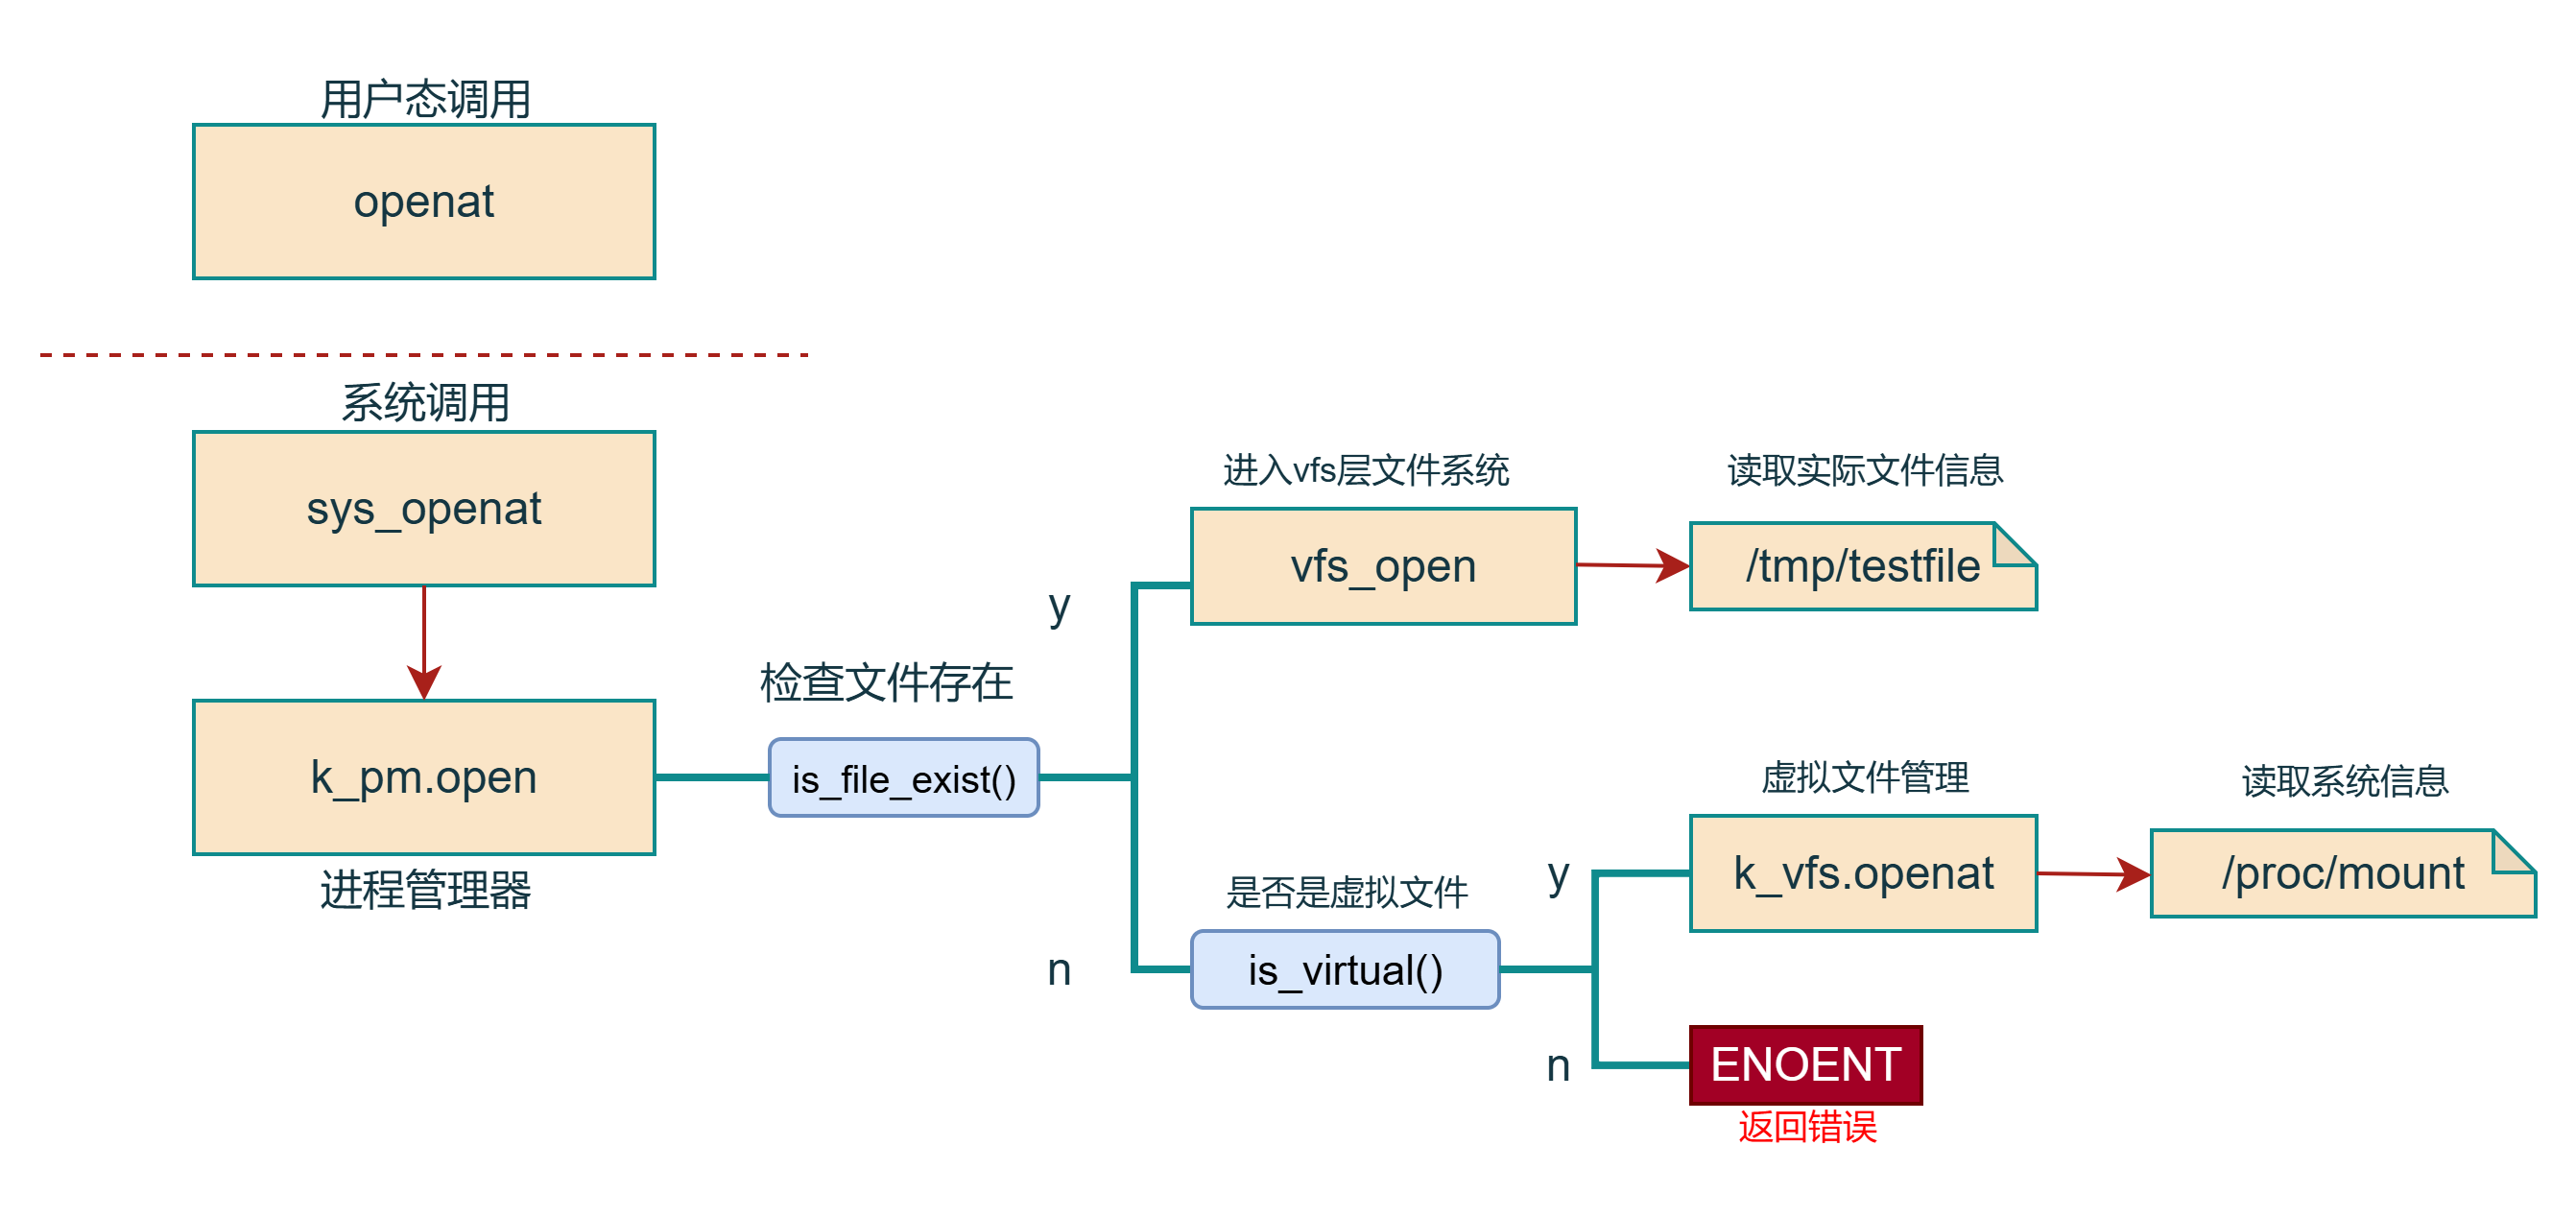 用户态调用
openat
系统调用
sys_openat
k_pm.open
进程管理器
检查文件存在
is_file_exist()
y
n
进入vfs层文件系统
vfs_open
读取实际文件信息
/tmp/testfile
是否是虚拟文件
is_virtual()
y
n
虚拟文件管理
k_vfs.openat
读取系统信息
/proc/mount
ENOENT
返回错误